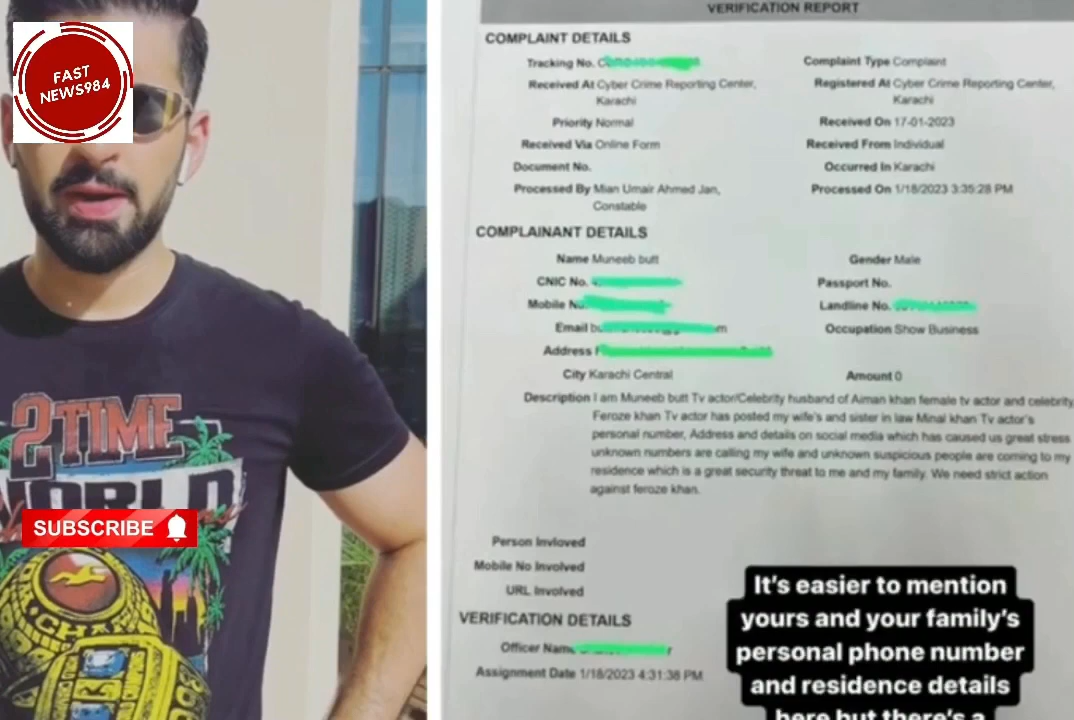 FAST
NEWS984
2 TIME
WORLD
SUBSCRIBE
VERIFICATION REPORT
COMPLAINT DETAILS
Tracking No.
Complaint Type Complaint
Received At Cyber Crime Reporting Center,
Karachi
Registered At Cyber Crime Reporting Center,
Karachi
Priority Normal
Received On 17-01-2023
Received Via Online Form
Received From Individual
Document No.
Occurred In Karachi
Processed By Mian Umair Ahmed Jan,
Constable
Processed On 1/18/2023 3:35:28 PM
COMPLAINANT DETAILS
Name Muneeb butt
Gender Male
CNIC No.
Passport No.
Mobile No.
Landline No.
Email
Occupation Show Business
Address
City Karachi Central
Amount 0
Description I am Muneeb butt Tv actor/Celebrity husband of Aiman khan female tv actor and celebrity
Feroze khan Tv actor has posted my wife's and sister in law Minal khan Tv actor's
personal number, Address and details on social media which has caused us great stress
unknown numbers are calling my wife and unknown suspicious people are coming to my
residence which is a great security threat to me and my family. We need strict action
against feroze khan.
Person Invloved
Mobile No Involved
URL Involved
VERIFICATION DETAILS
Officer Name
Assignment Date 1/18/2023 4:31:38 PM
It's easier to mention
yours and your family's
personal phone number
and residence details
here but there's a